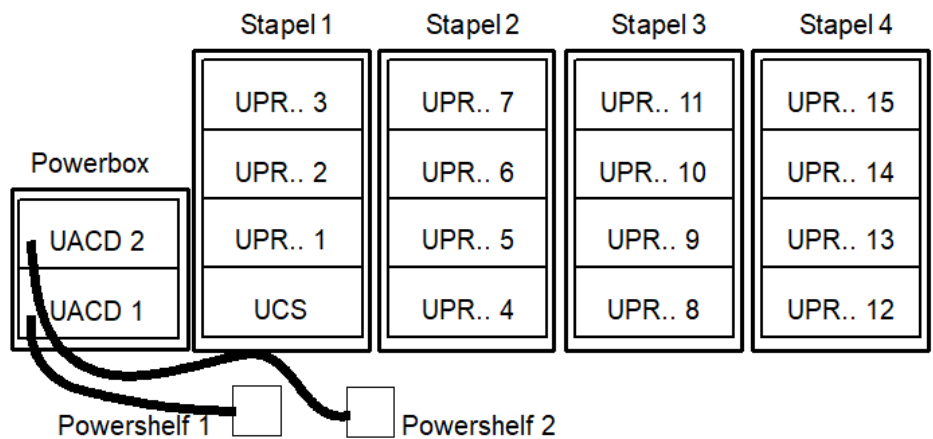 Stapel 1
Stapel 2
Stapel 3
Stapel 4
UPR.. 3
UPR.. 7
UPR.. 11
UPR.. 15
Powerbox
UPR.. 2
UPR.. 6
UPR.. 10
UPR.. 14
UACD 2
UPR.. 1
UPR.. 5
UPR.. 9
UPR.. 13
UACD 1
UCS
UPR.. 4
UPR.. 8
UPR.. 12
Powershelf 1
Powershelf 2